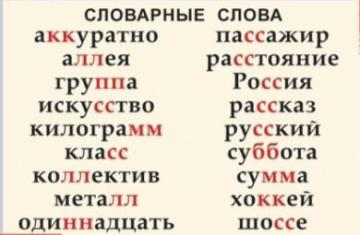 СЛОВАРНЫЕ СЛОВА
аккуратно пассажир
аллея расстояние
группа Россия
искусство рассказ
килограмм русский
класс суббота
коллектив сумма
металл хоккей
одиннадцать шоссе